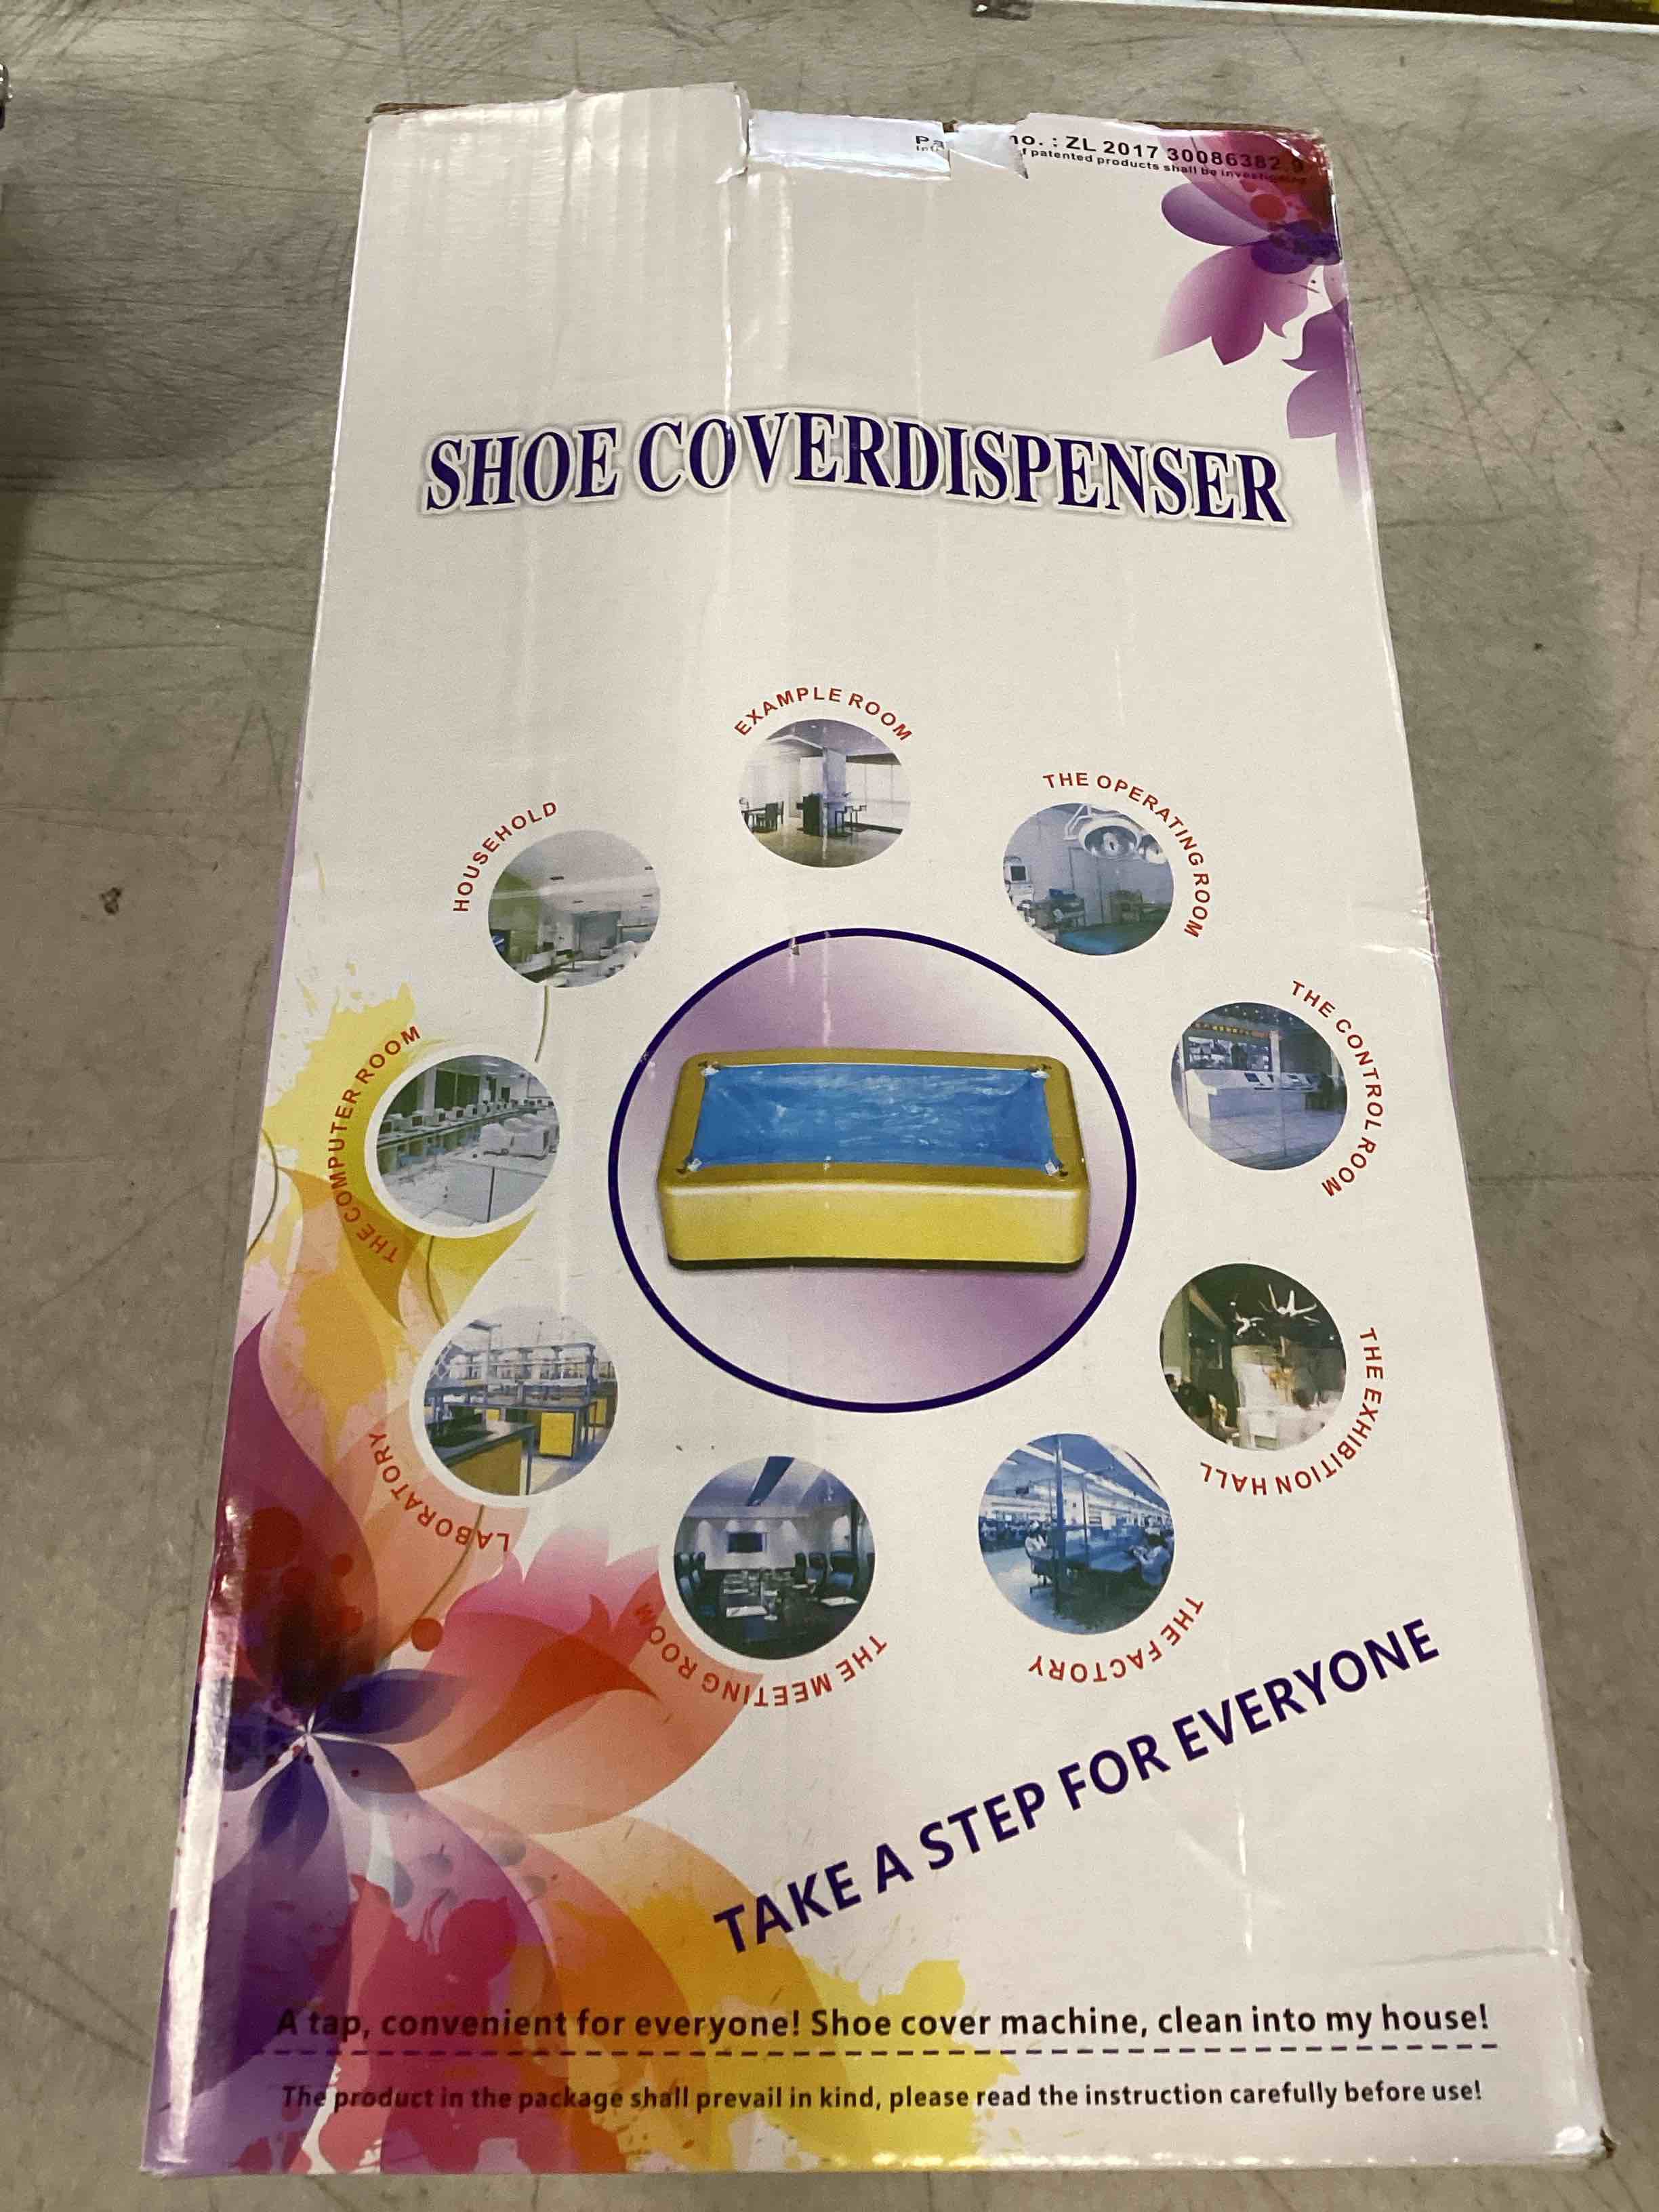 no. : ZL 2017 30086382.9
of patented products shall be investigated
SHOE COVERDISPENSER
EXAMPLE ROOM
THE OPERATING ROOM
HOUSEHOLD
THE CONTROL ROOM
THE COMPUTER ROOM
THE EXHIBITION HALL
LABORATORY
THE MEETING ROOM
THE FACTORY
TAKE A STEP FOR EVERYONE
A tap, convenient for everyone! Shoe cover machine, clean into my house!
The product in the package shall prevail in kind, please read the instruction carefully before use!